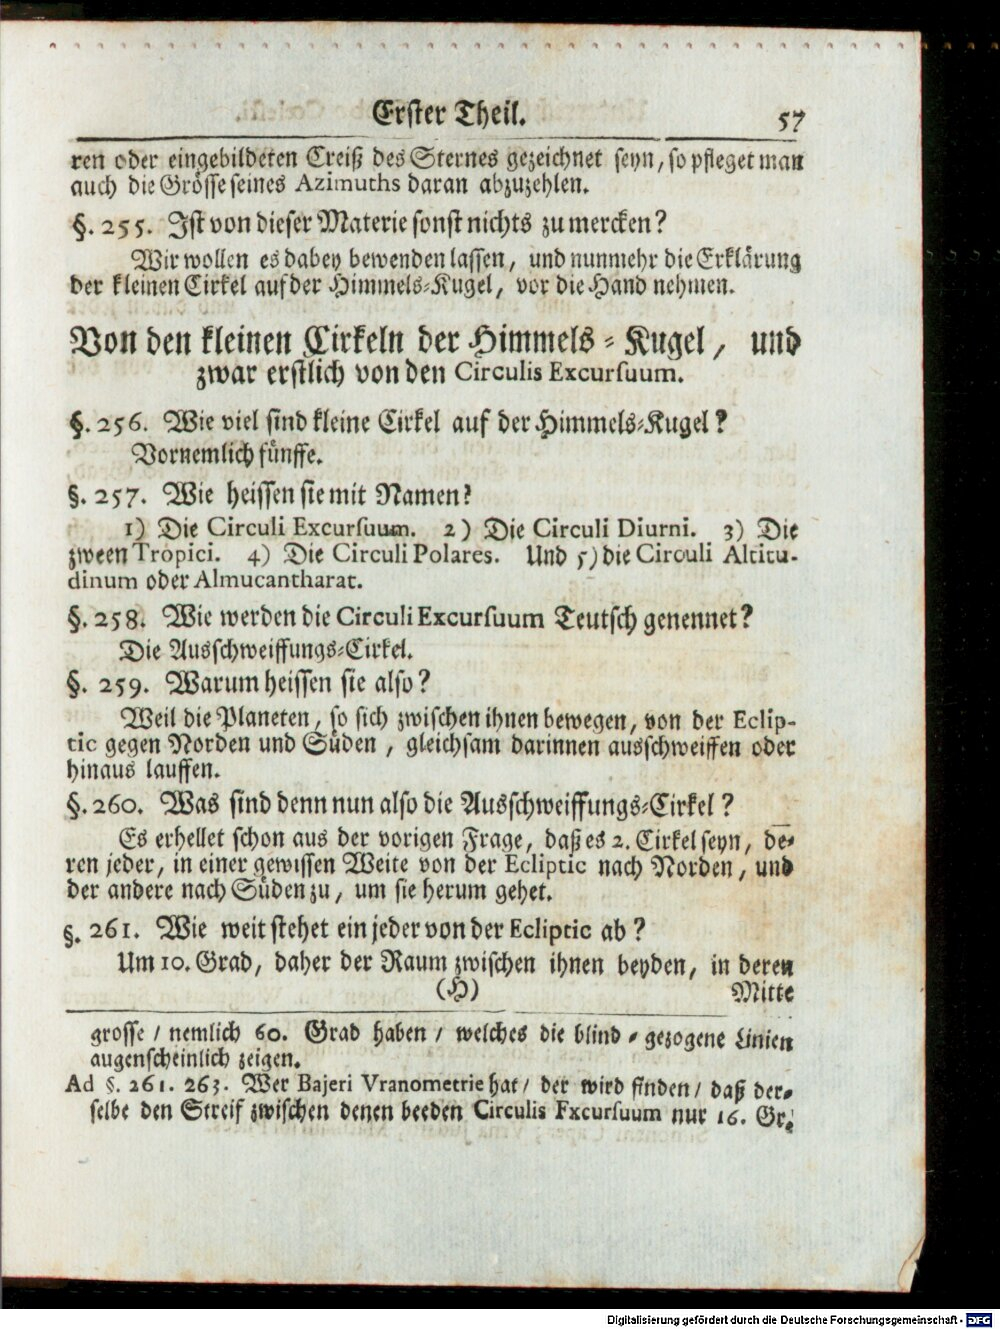 Erster Theil. 57
ren oder eingebildeten Creiß des Sternes gezeichnet seyn, so pfleget man
auch die Grösse seines Azimuths daran abzuzehlen.
§. 255. Ist von dieser Materie sonst nichts zu mercken?
Wir wollen es dabey bewenden lassen, und nunmehr die Erklärung
der kleinen Cirkel auf der Himmels-Kugel, vor die Hand nehmen.
Von den kleinen Cirkeln der Himmels-Kugel, und
zwar erstlich von den Circulis Excursuum.
§. 256. Wie viel sind kleine Cirkel auf der Himmels-Kugel?
Vornemlich fünffe.
§. 257. Wie heissen sie mit Namen?
1) Die Circuli Excursuum. 2) Die Circuli Diurni. 3) Die
zween Tropici. 4) Die Circuli Polares. Und 5) die Circuli Altitu-
dinum oder Almucantharat.
§. 258. Wie werden die Circuli Excursuum Teutsch genennet?
Die Ausschweiffungs-Cirkel.
§. 259. Warum heissen sie also?
Weil die Planeten, so sich zwischen ihnen bewegen, von der Eclip-
tic gegen Norden und Süden, gleichsam darinnen ausschweiffen oder
hinaus lauffen.
§. 260. Was sind denn nun also die Ausschweiffungs-Cirkel?
Es erhellet schon aus der vorigen Frage, daß es 2. Cirkel seyn, de-
ren jeder, in einer gewissen Weite von der Ecliptic nach Norden, und
der andere nach Süden zu, um sie herum gehet.
§. 261. Wie weit stehet ein jeder von der Ecliptic ab?
Um 10. Grad, daher der Raum zwischen ihnen beyden, in deren
(H) Mitte
grosse / nemlich 60. Grad haben / welches die blind-gezogene Linien
augenscheinlich zeigen.
Ad §. 261. 263. Wer Bajeri Vranometrie hat / der wird finden / daß der-
selbe den Streif zwischen denen beeden Circulis Excursuum nur 16. Gr.
Digitalisierung gefördert durch die Deutsche Forschungsgemeinschaft - DFG